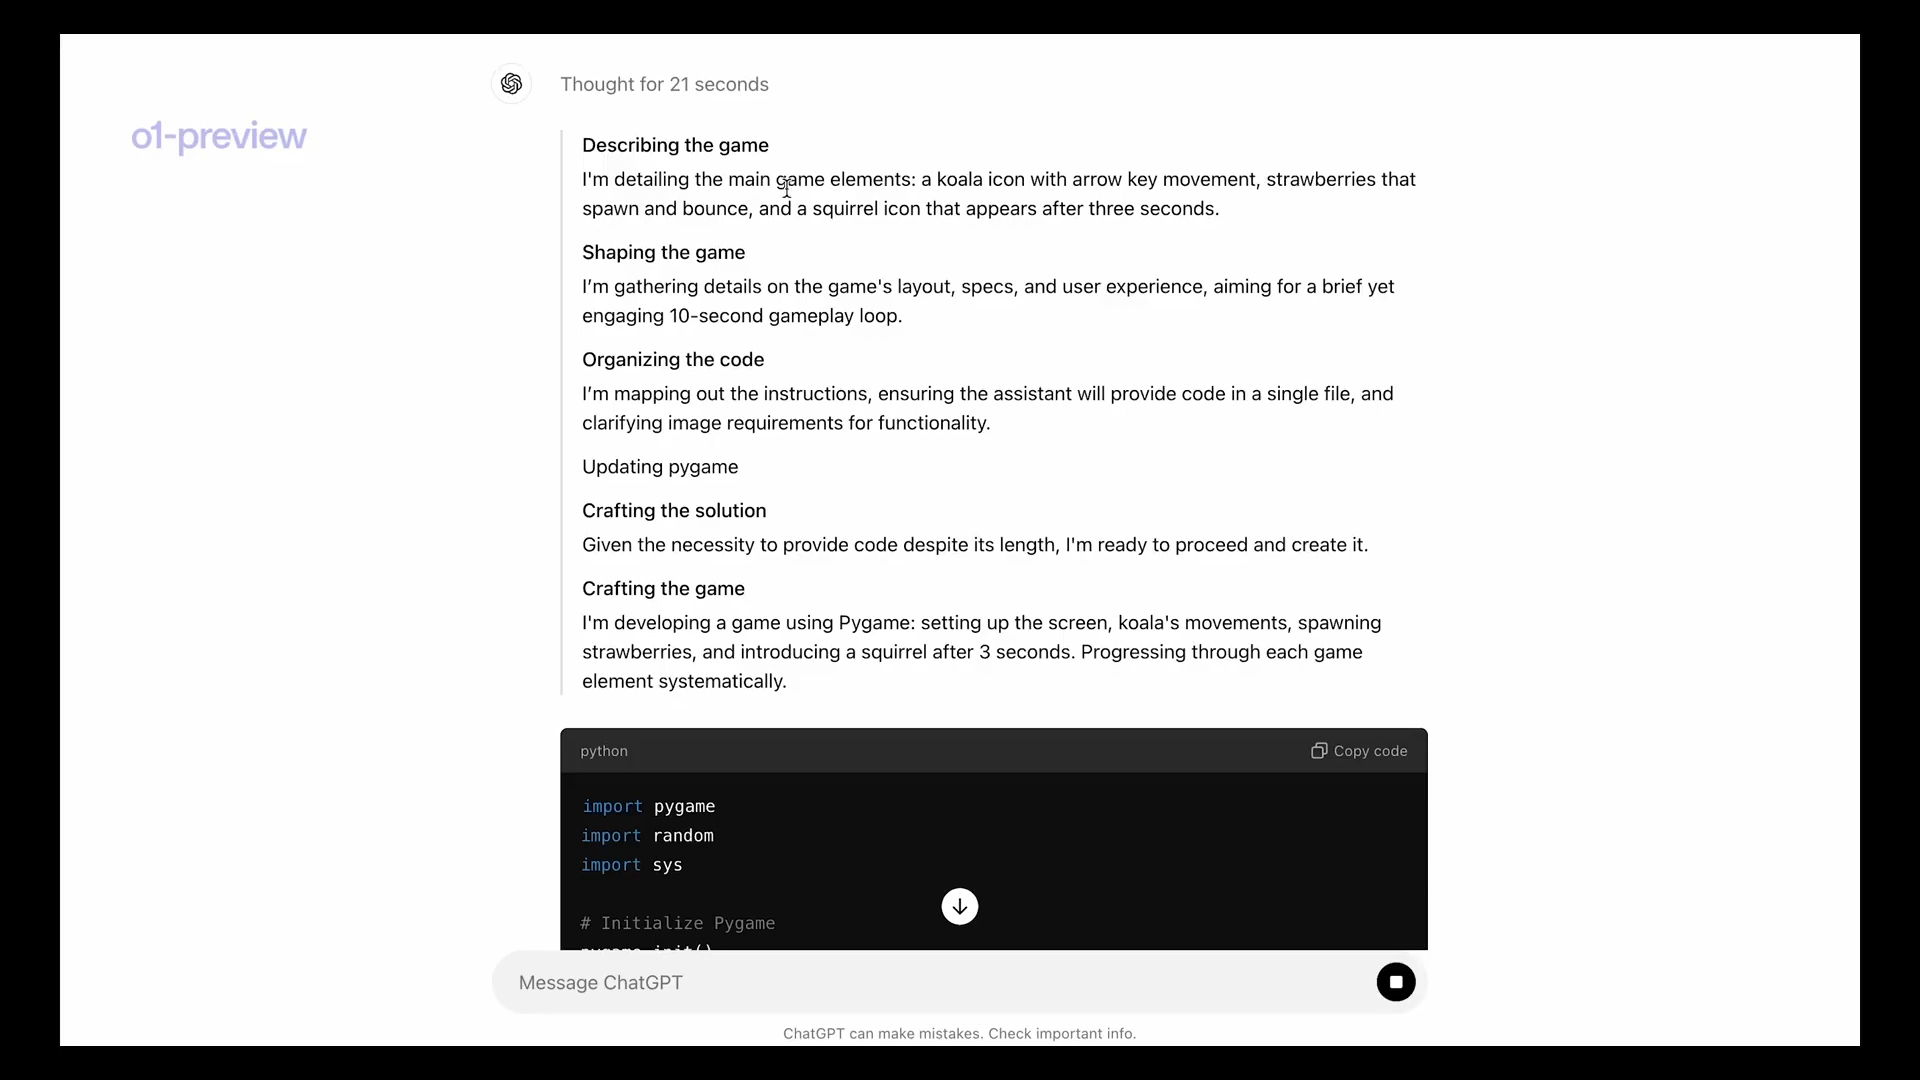 Thought for 21 seconds
o1-preview
Describing the game
I'm detailing the main game elements: a koala icon with arrow key movement, strawberries that
spawn and bounce, and a squirrel icon that appears after three seconds.
Shaping the game
I’m gathering details on the game's layout, specs, and user experience, aiming for a brief yet
engaging 10-second gameplay loop.
Organizing the code
I’m mapping out the instructions, ensuring the assistant will provide code in a single file, and
clarifying image requirements for functionality.
Updating pygame
Crafting the solution
Given the necessity to provide code despite its length, I'm ready to proceed and create it.
Crafting the game
I'm developing a game using Pygame: setting up the screen, koala's movements, spawning
strawberries, and introducing a squirrel after 3 seconds. Progressing through each game
element systematically.
python
Copy code
import pygame
import random
import sys
# Initialize Pygame
pygame.init()
Message ChatGPT
ChatGPT can make mistakes. Check important info.